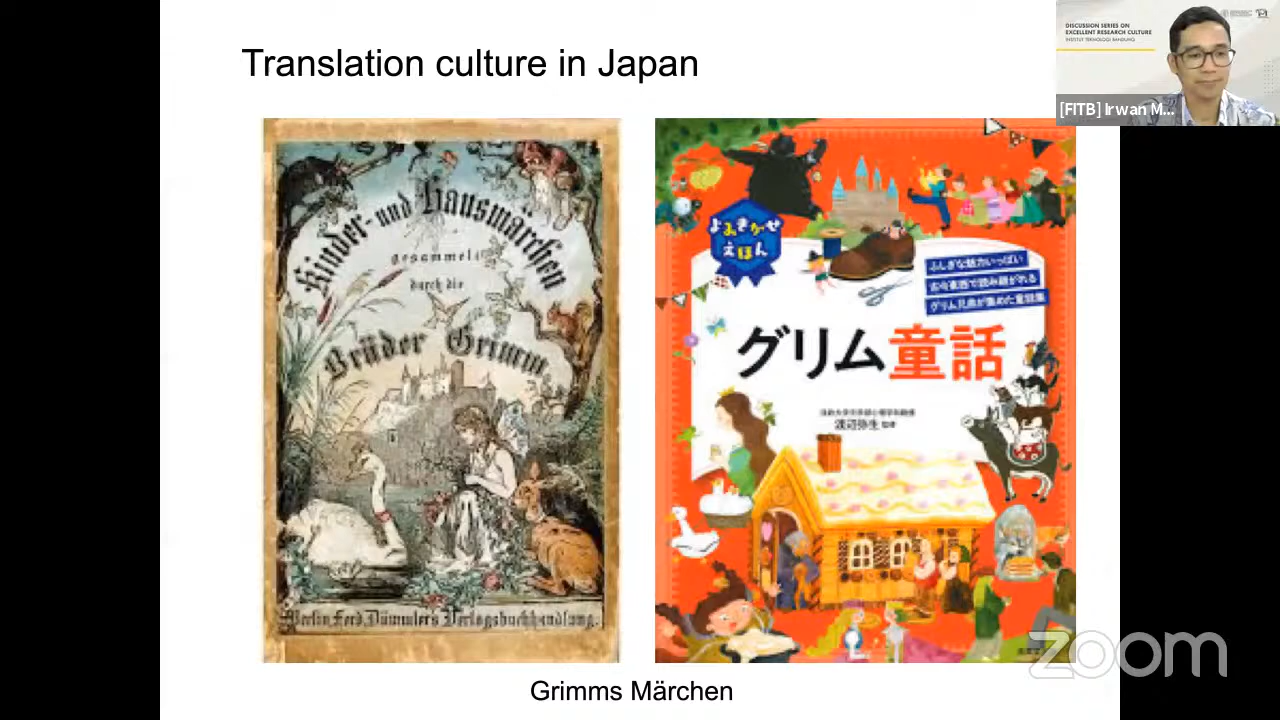 Translation culture in Japan
DISCUSSION SERIES ON
EXCELLENT RESEARCH CULTURE
INSTITUT TEKNOLOGI BANDUNG
[FITB] Irwan M...
Kinder- und Hausmärchen
gesammelt
durch die
Brüder Grimm.
Berlin, Ferd. Dümmlers Verlagsbuchhandlung.
よみきかせ
えほん
ふしぎな魅力いっぱい
古今東西で読み継がれる
グリム兄弟が集めた童話集
グリム童話
渡辺弥生 監修
Grimms Märchen
zoom